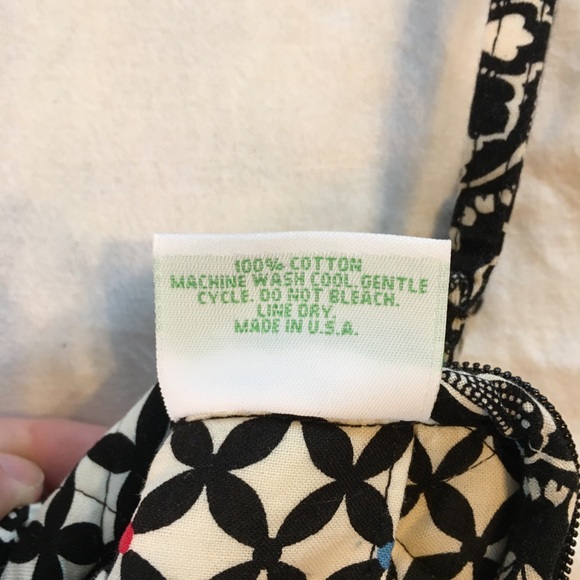 100% COTTON
MACHINE WASH COOL. GENTLE
CYCLE. DO NOT BLEACH.
LINE DRY.
MADE IN U.S.A.